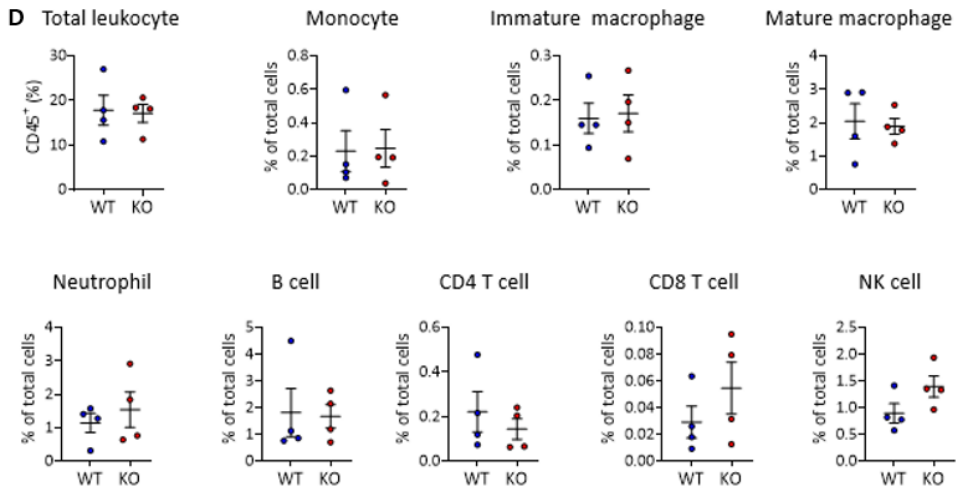 D
Total leukocyte
CD45+ (%)
30
20
10
0
WT KO
Monocyte
% of total cells
0.8
0.6
0.4
0.2
0.0
WT KO
Immature macrophage
% of total cells
0.3
0.2
0.1
0.0
WT KO
Mature macrophage
% of total cells
4
3
2
1
0
WT KO
Neutrophil
% of total cells
4
3
2
1
0
WT KO
B cell
% of total cells
5
4
3
2
1
0
WT KO
CD4 T cell
% of total cells
0.6
0.4
0.2
0.0
WT KO
CD8 T cell
% of total cells
0.10
0.08
0.06
0.04
0.02
0.00
WT KO
NK cell
% of total cells
2.5
2.0
1.5
1.0
0.5
0.0
WT KO